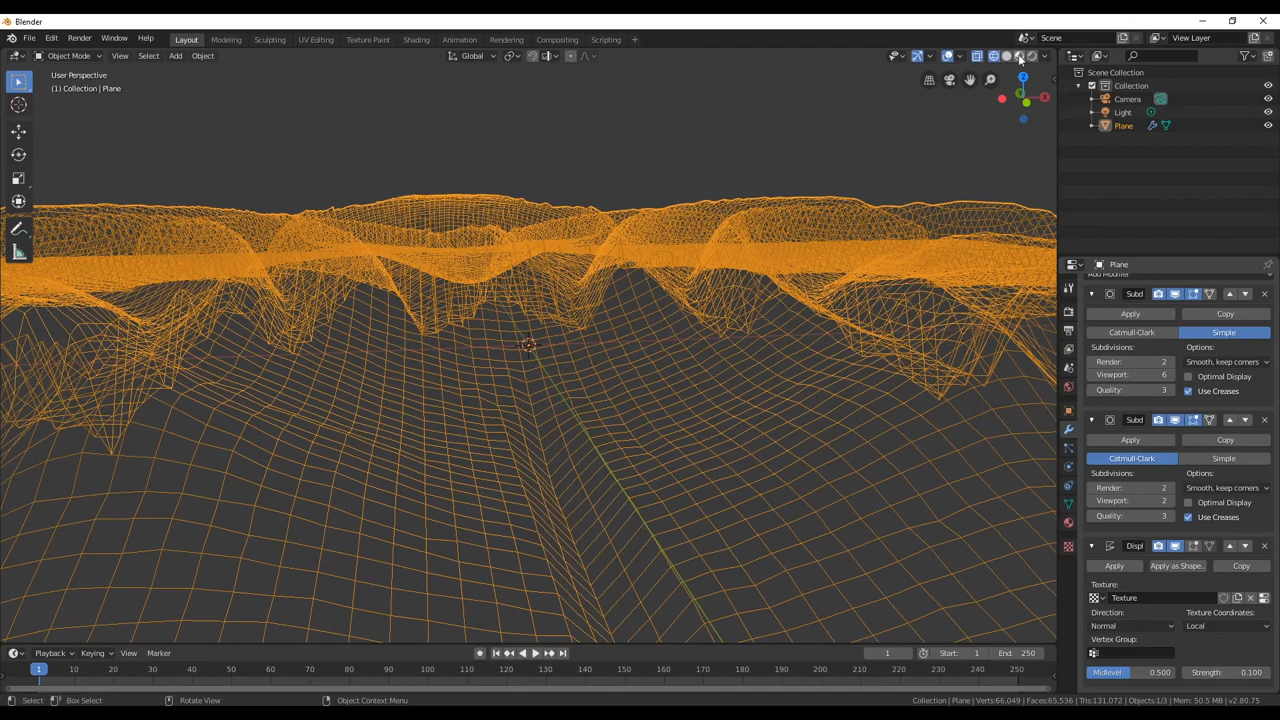 Blender
File Edit Render Window Help
Layout Modeling Sculpting UV Editing Texture Paint Shading Animation Rendering Compositing Scripting +
Scene
View Layer
Object Mode View Select Add Object
Global
User Perspective
(1) Collection | Plane
Z
X
Y
Scene Collection
Collection
Camera
Light
Plane
Plane
Add Modifier
Subd
Apply Copy
Catmull-Clark Simple
Subdivisions: Options:
Render: 2 Smooth, keep corners
Viewport: 6 Optimal Display
Quality: 3 Use Creases
Subd
Apply Copy
Catmull-Clark Simple
Subdivisions: Options:
Render: 2 Smooth, keep corners
Viewport: 2 Optimal Display
Quality: 3 Use Creases
Displ
Apply Apply as Shape.. Copy
Texture:
Texture
Direction: Texture Coordinates:
Normal Local
Vertex Group:
Midlevel: 0.500 Strength: 0.100
Playback Keying View Marker
1 Start: 1 End: 250
1 10 20 30 40 50 60 70 80 90 100 110 120 130 140 150 160 170 180 190 200 210 220 230 240 250
Select Box Select Rotate View Object Context Menu
Collection | Plane | Verts:66,049 | Faces:65,536 | Tris:131,072 | Objects:1/3 | Mem: 50.5 MB | v2.80.75